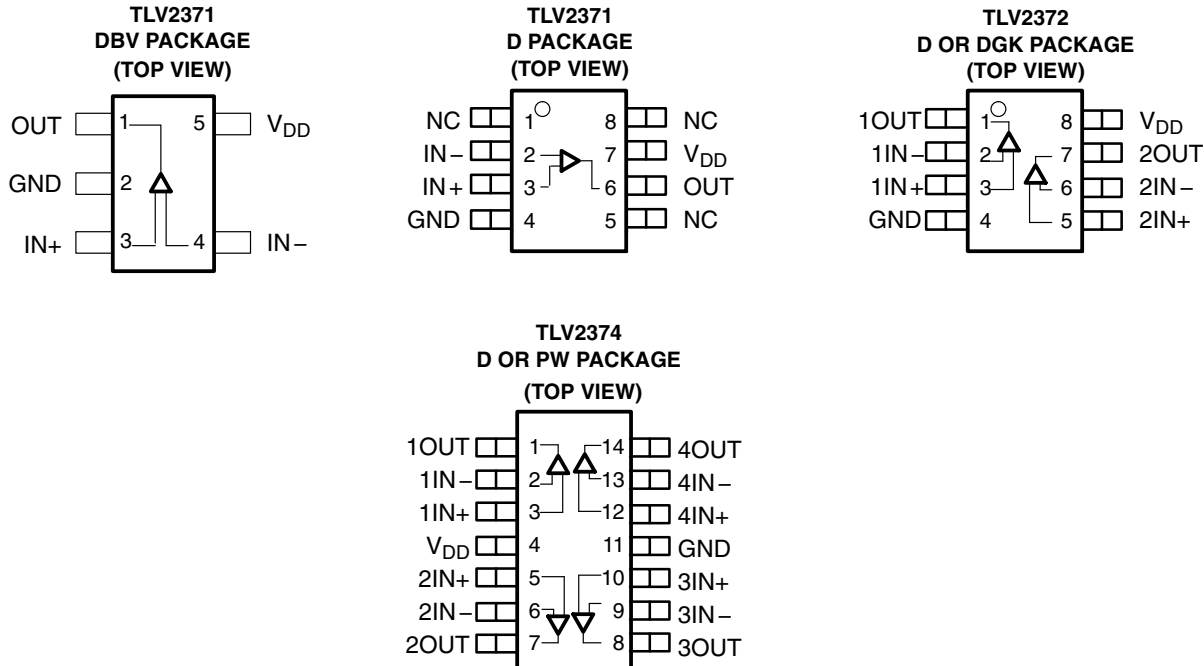 TLV2371
DBV PACKAGE
(TOP VIEW)
OUT 1 5 VDD
GND 2
IN+ 3 4 IN−
TLV2371
D PACKAGE
(TOP VIEW)
NC 1 8 NC
IN− 2 7 VDD
IN+ 3 6 OUT
GND 4 5 NC
TLV2372
D OR DGK PACKAGE
(TOP VIEW)
1OUT 1 8 VDD
1IN− 2 7 2OUT
1IN+ 3 6 2IN−
GND 4 5 2IN+
TLV2374
D OR PW PACKAGE
(TOP VIEW)
1OUT 1 14 4OUT
1IN− 2 13 4IN−
1IN+ 3 12 4IN+
VDD 4 11 GND
2IN+ 5 10 3IN+
2IN− 6 9 3IN−
2OUT 7 8 3OUT